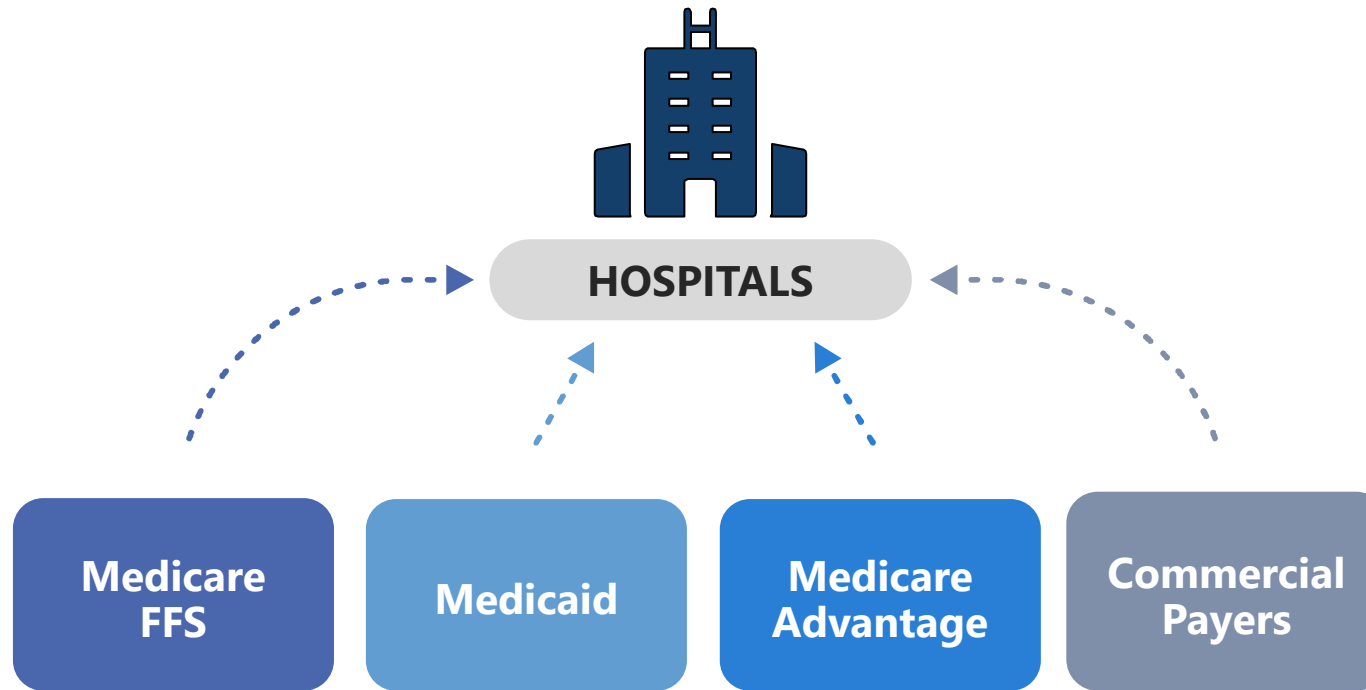 HOSPITALS
Medicare
FFS
Medicaid
Medicare
Advantage
Commercial
Payers